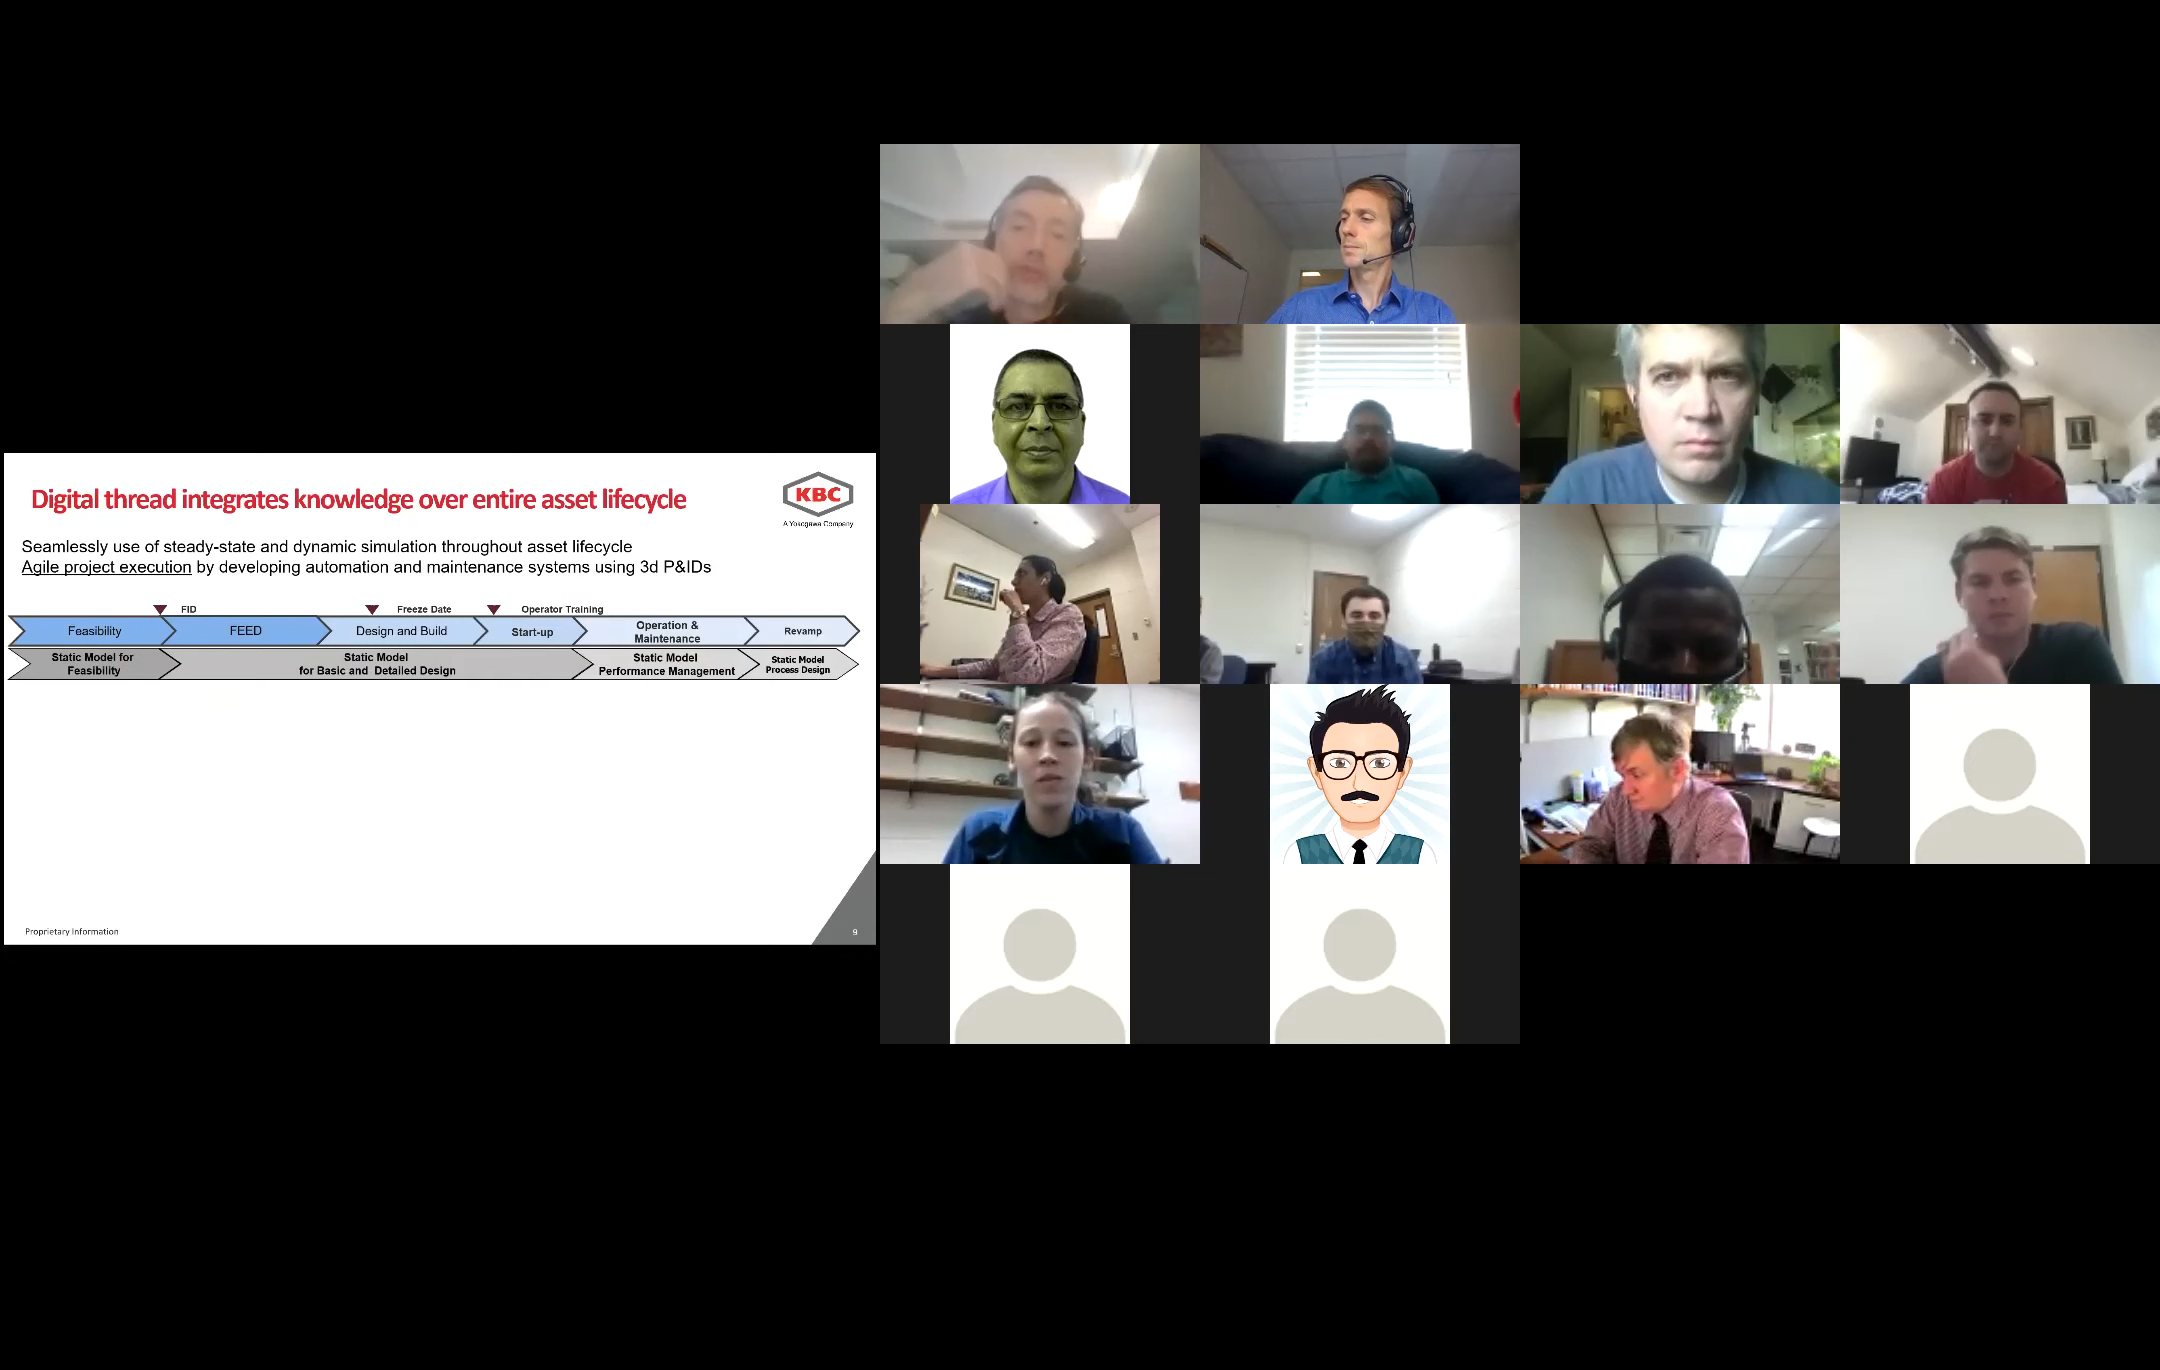 Digital thread integrates knowledge over entire asset lifecycle
KBC
A Yokogawa Company
Seamlessly use of steady-state and dynamic simulation throughout asset lifecycle
Agile project execution by developing automation and maintenance systems using 3d P&IDs
FID
Freeze Date
Operator Training
Feasibility
FEED
Design and Build
Start-up
Operation &
Maintenance
Revamp
Static Model for
Feasibility
Static Model
for Basic and Detailed Design
Static Model
Performance Management
Static Model
Process Design
Proprietary Information
9